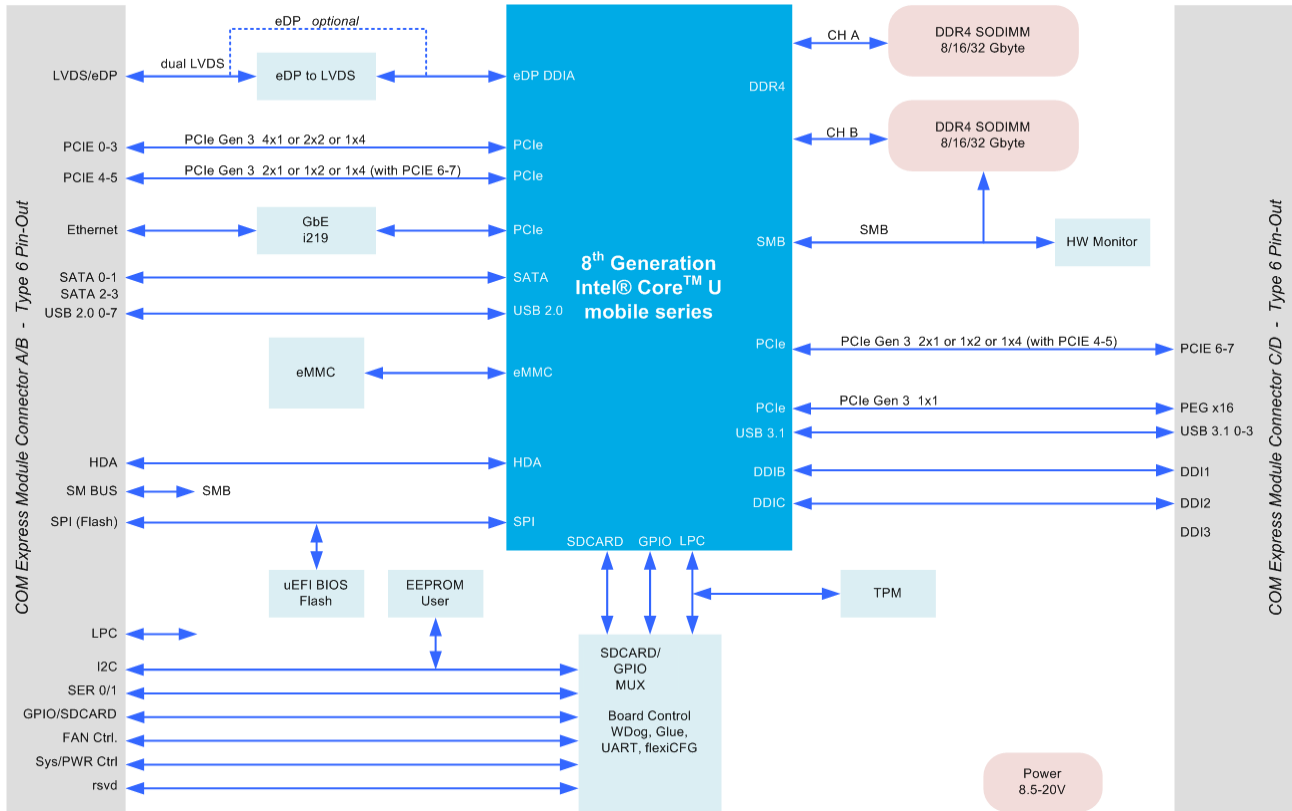 COM Express Module Connector A/B - Type 6 Pin-Out
eDP optional
dual LVDS
LVDS/eDP
eDP to LVDS
eDP DDIA
PCIE 0-3
PCIe Gen 3 4x1 or 2x2 or 1x4
PCIe
PCIE 4-5
PCIe Gen 3 2x1 or 1x2 or 1x4 (with PCIE 6-7)
PCIe
Ethernet
GbE
i219
PCIe
SATA 0-1
SATA
SATA 2-3
USB 2.0 0-7
USB 2.0
eMMC
eMMC
HDA
HDA
SM BUS
SMB
SPI (Flash)
SPI
uEFI BIOS
Flash
EEPROM
User
LPC
I2C
SER 0/1
GPIO/SDCARD
FAN Ctrl.
Sys/PWR Ctrl
rsvd
8th Generation
Intel® Core™ U
mobile series
SDCARD
GPIO
LPC
SDCARD/
GPIO
MUX
Board Control
WDog, Glue,
UART, flexiCFG
TPM
DDR4
CH A
DDR4 SODIMM
8/16/32 Gbyte
CH B
DDR4 SODIMM
8/16/32 Gbyte
SMB
SMB
HW Monitor
PCIe
PCIe Gen 3 2x1 or 1x2 or 1x4 (with PCIE 4-5)
PCIE 6-7
PCIe
PCIe Gen 3 1x1
PEG x16
USB 3.1
USB 3.1 0-3
DDIB
DDI1
DDIC
DDI2
DDI3
Power
8.5-20V
COM Express Module Connector C/D - Type 6 Pin-Out